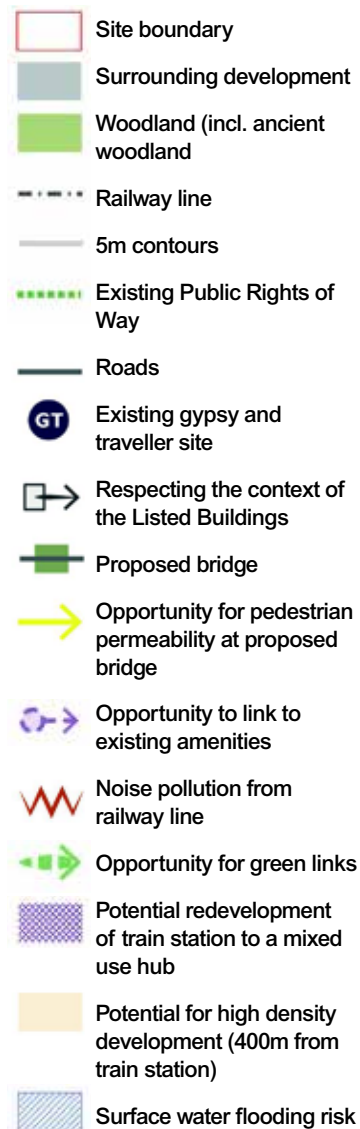 Site boundary
Surrounding development
Woodland (incl. ancient
woodland
Railway line
5m contours
Existing Public Rights of
Way
Roads
GT
Existing gypsy and
traveller site
Respecting the context of
the Listed Buildings
Proposed bridge
Opportunity for pedestrian
permeability at proposed
bridge
Opportunity to link to
existing amenities
Noise pollution from
railway line
Opportunity for green links
Potential redevelopment
of train station to a mixed
use hub
Potential for high density
development (400m from
train station)
Surface water flooding risk